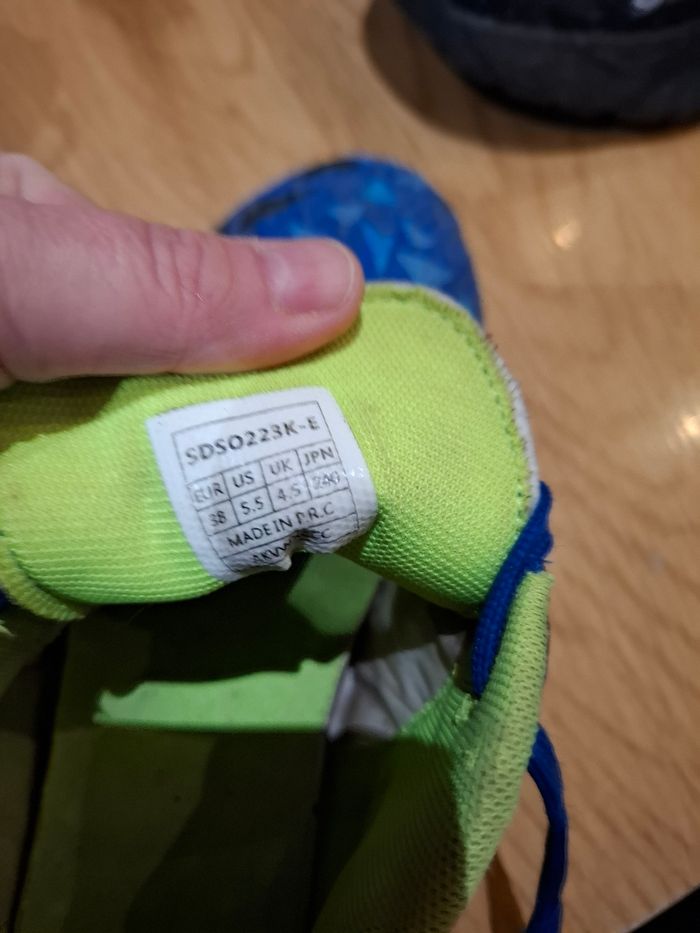 SDSO223K-E
EUR US UK JPN
38 5.5 4.5 240
MADE IN P.R.C